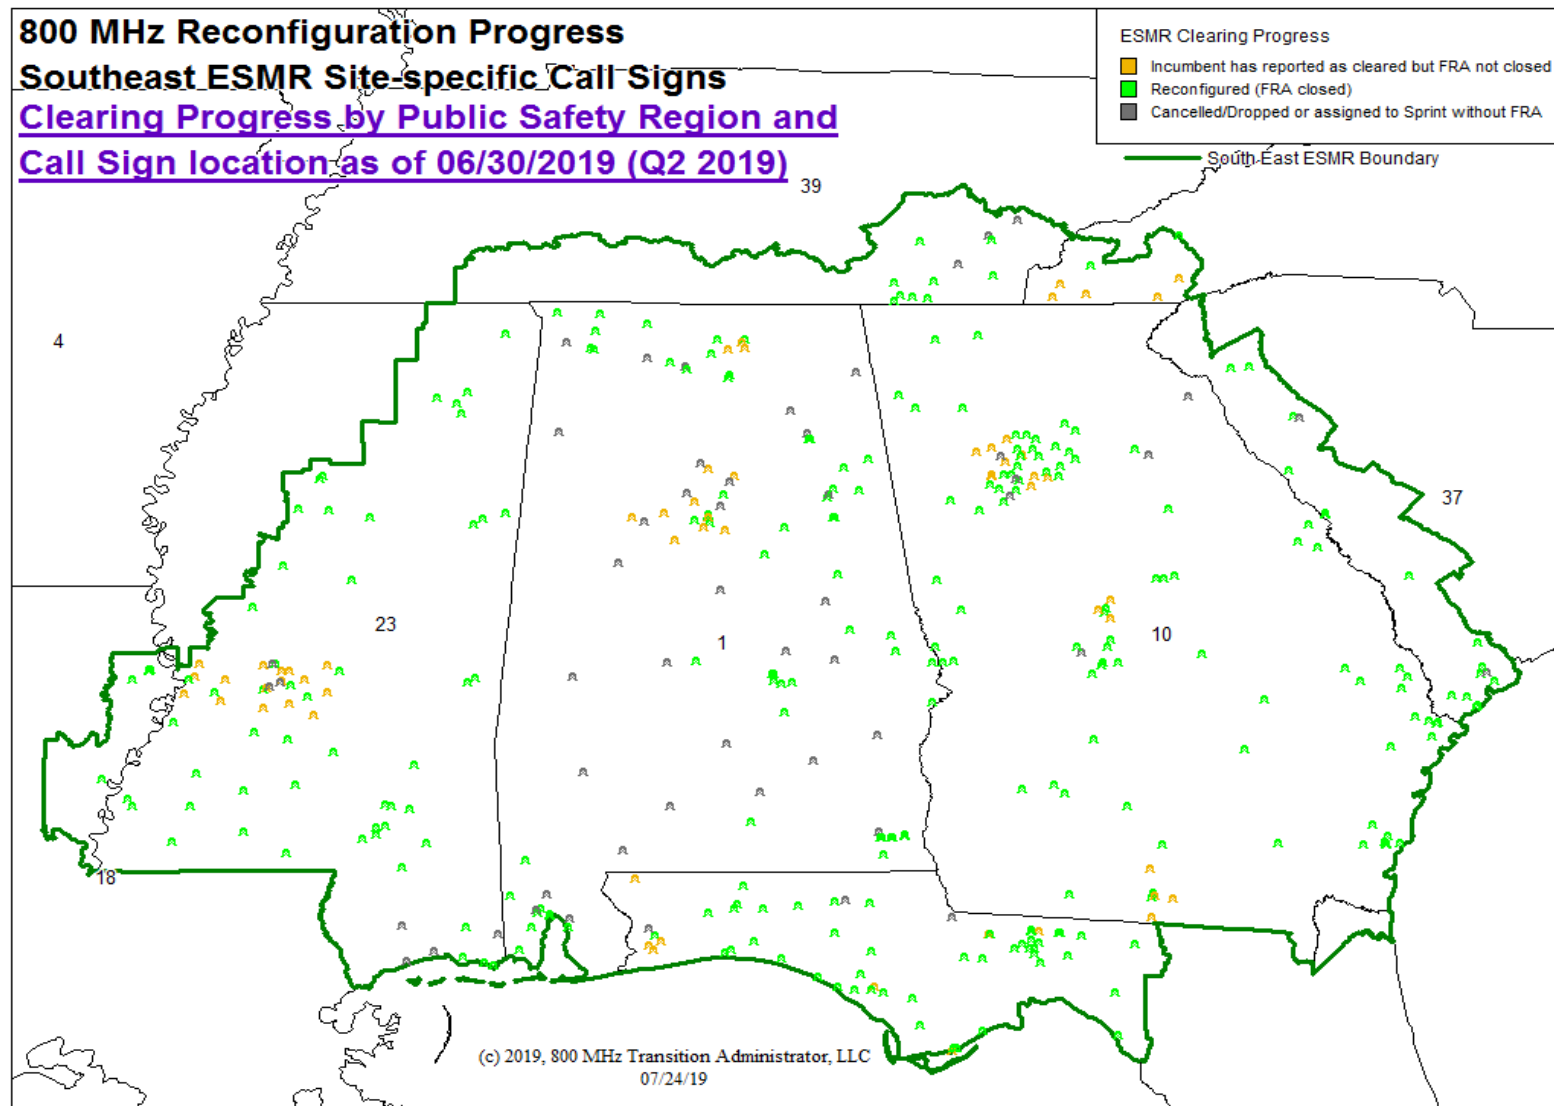 800 MHz Reconfiguration Progress
Southeast ESMR Site-specific Call Signs
Clearing Progress by Public Safety Region and
Call Sign location as of 06/30/2019 (Q2 2019)
ESMR Clearing Progress
Incumbent has reported as cleared but FRA not closed
Reconfigured (FRA closed)
Cancelled/Dropped or assigned to Sprint without FRA
South East ESMR Boundary
39
4
37
23
1
10
18
(c) 2019, 800 MHz Transition Administrator, LLC
07/24/19